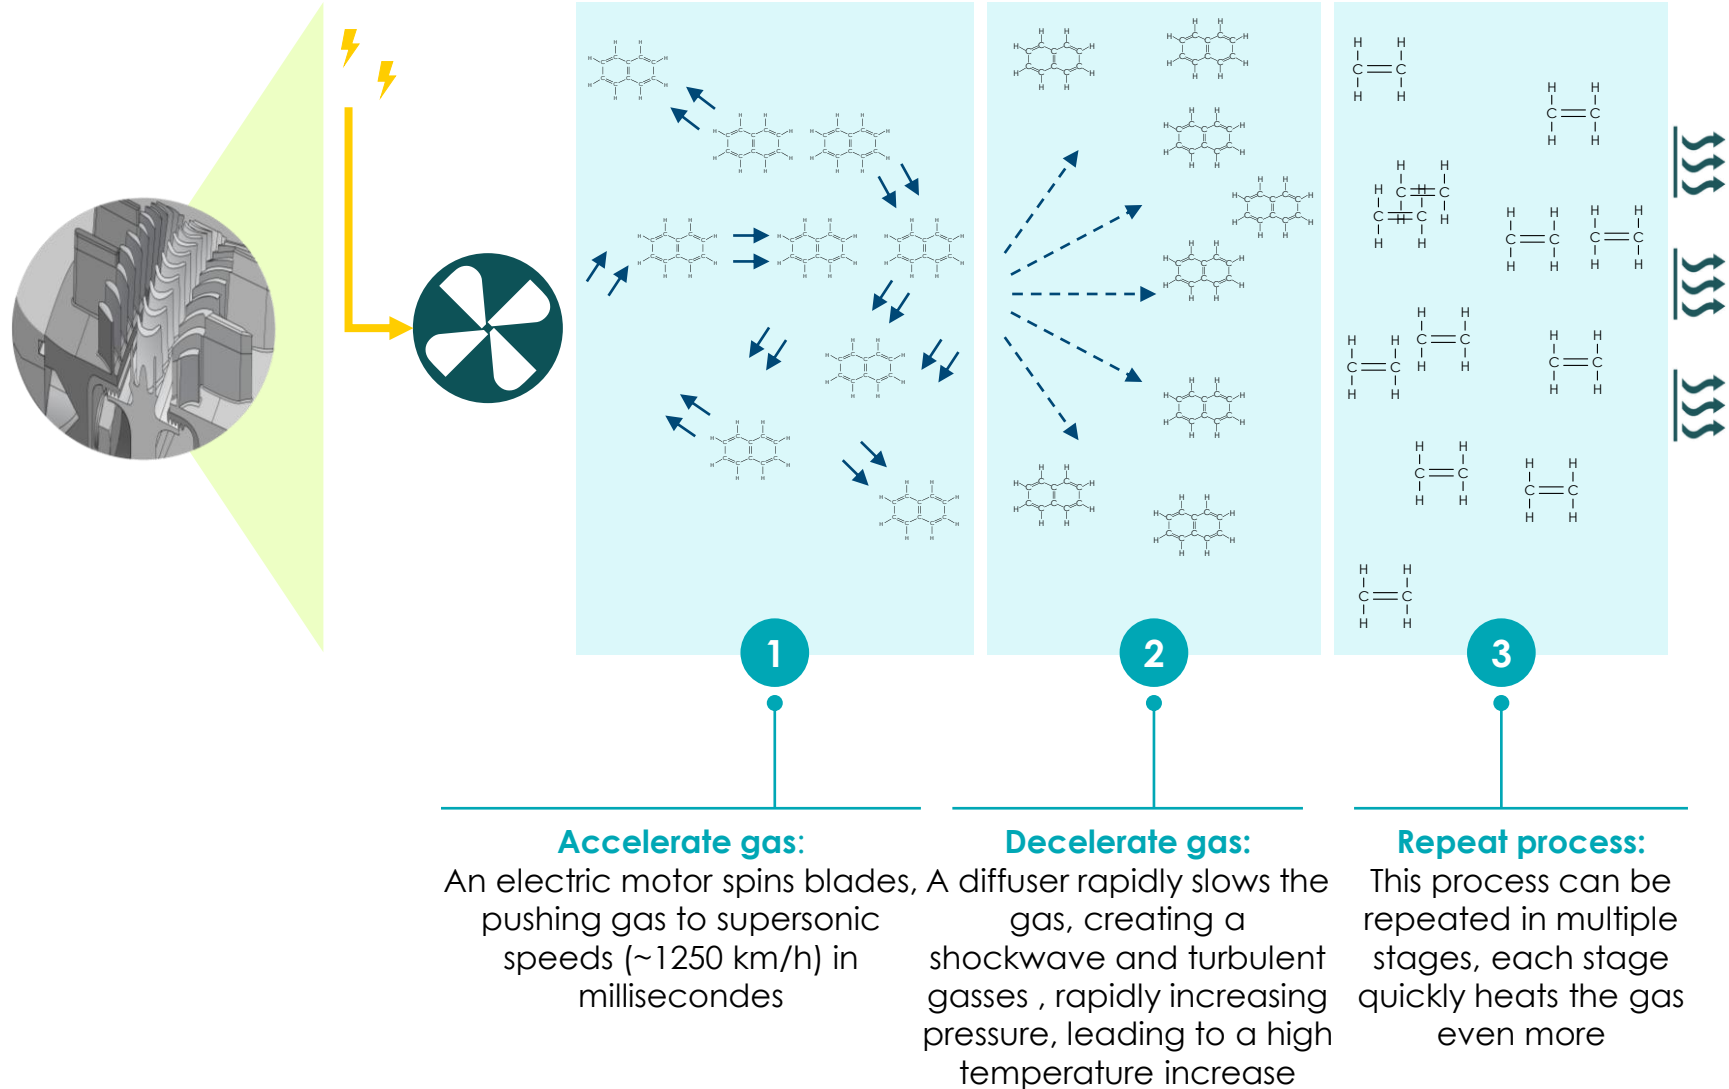 1
2
3
Accelerate gas:
An electric motor spins blades,
pushing gas to supersonic
speeds (~1250 km/h) in
millisecondes
Decelerate gas:
A diffuser rapidly slows the
gas, creating a
shockwave and turbulent
gasses , rapidly increasing
pressure, leading to a high
temperature increase
Repeat process:
This process can be
repeated in multiple
stages, each stage
quickly heats the gas
even more